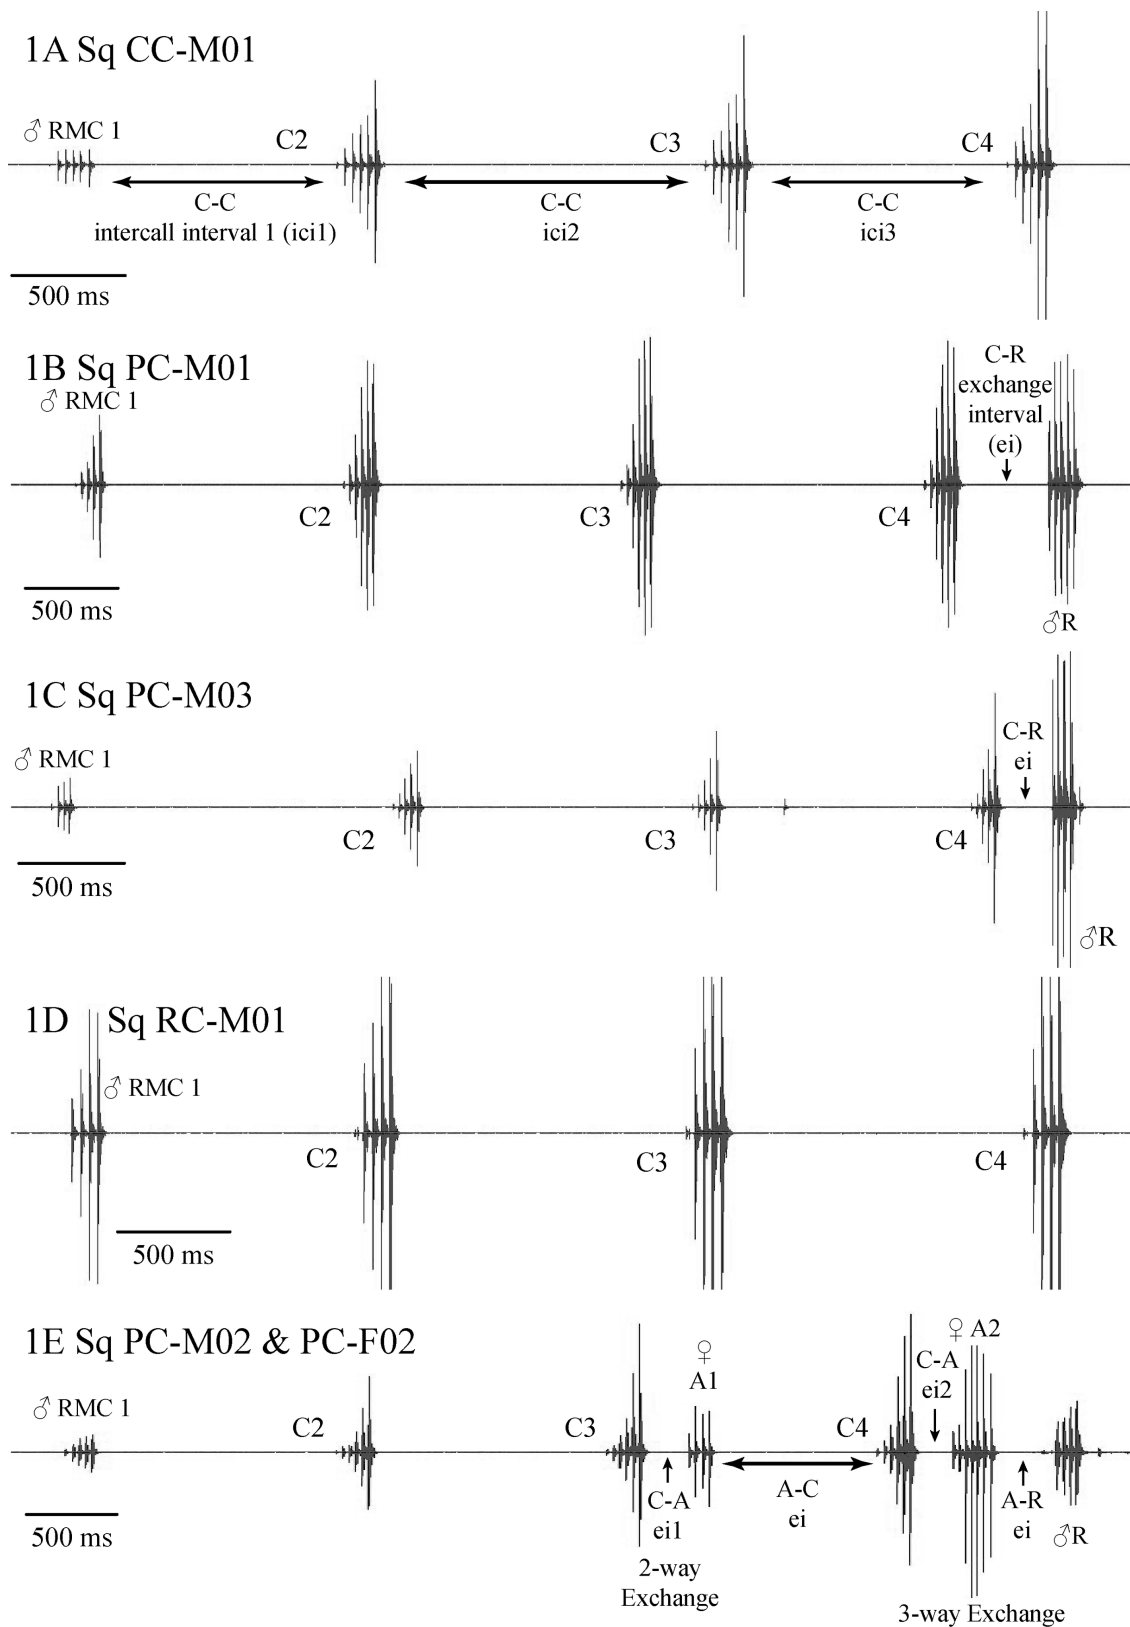 1A Sq CC-M01
♂ RMC 1
C2
C3
C4
C-C
intercall interval 1 (ici1)
C-C
ici2
C-C
ici3
500 ms
1B Sq PC-M01
♂ RMC 1
C2
C3
C4
C-R
exchange
interval
(ei)
♂R
500 ms
1C Sq PC-M03
♂ RMC 1
C2
C3
C4
C-R
ei
♂R
500 ms
1D Sq RC-M01
♂ RMC 1
C2
C3
C4
500 ms
1E Sq PC-M02 & PC-F02
♂ RMC 1
C2
C3
♀
A1
C4
C-A
ei2
♀ A2
C-A
ei1
A-C
ei
A-R
ei
♂R
500 ms
2-way
Exchange
3-way Exchange